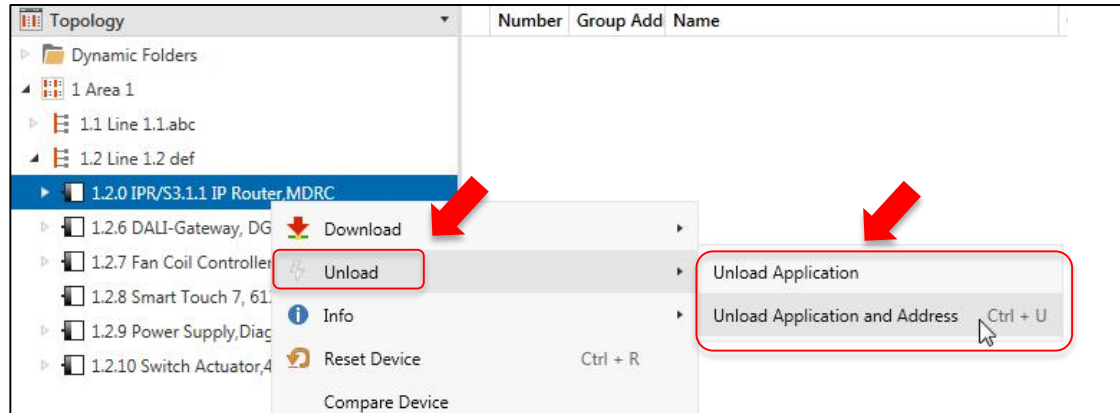 Topology
Number Group Add Name
Dynamic Folders
1 Area 1
1.1 Line 1.1.abc
1.2 Line 1.2 def
1.2.0 IPR/S3.1.1 IP Router,MDRC
1.2.6 DALI-Gateway, DG
1.2.7 Fan Coil Controller
1.2.8 Smart Touch 7, 61
1.2.9 Power Supply,Diag
1.2.10 Switch Actuator,4
Download
Unload
Info
Reset Device Ctrl + R
Compare Device
Unload Application
Unload Application and Address Ctrl + U